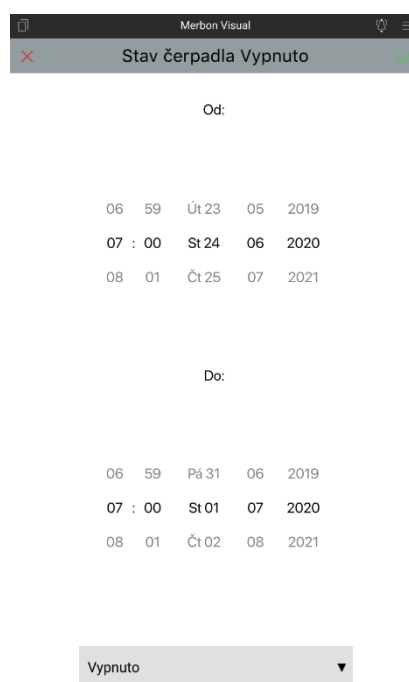 Merbon Visual
Stav čerpadla Vypnuto
Od:
06 59 Út 23 05 2019
07 : 00 St 24 06 2020
08 01 Čt 25 07 2021
Do:
06 59 Pá 31 06 2019
07 : 00 St 01 07 2020
08 01 Čt 02 08 2021
Vypnuto ▼